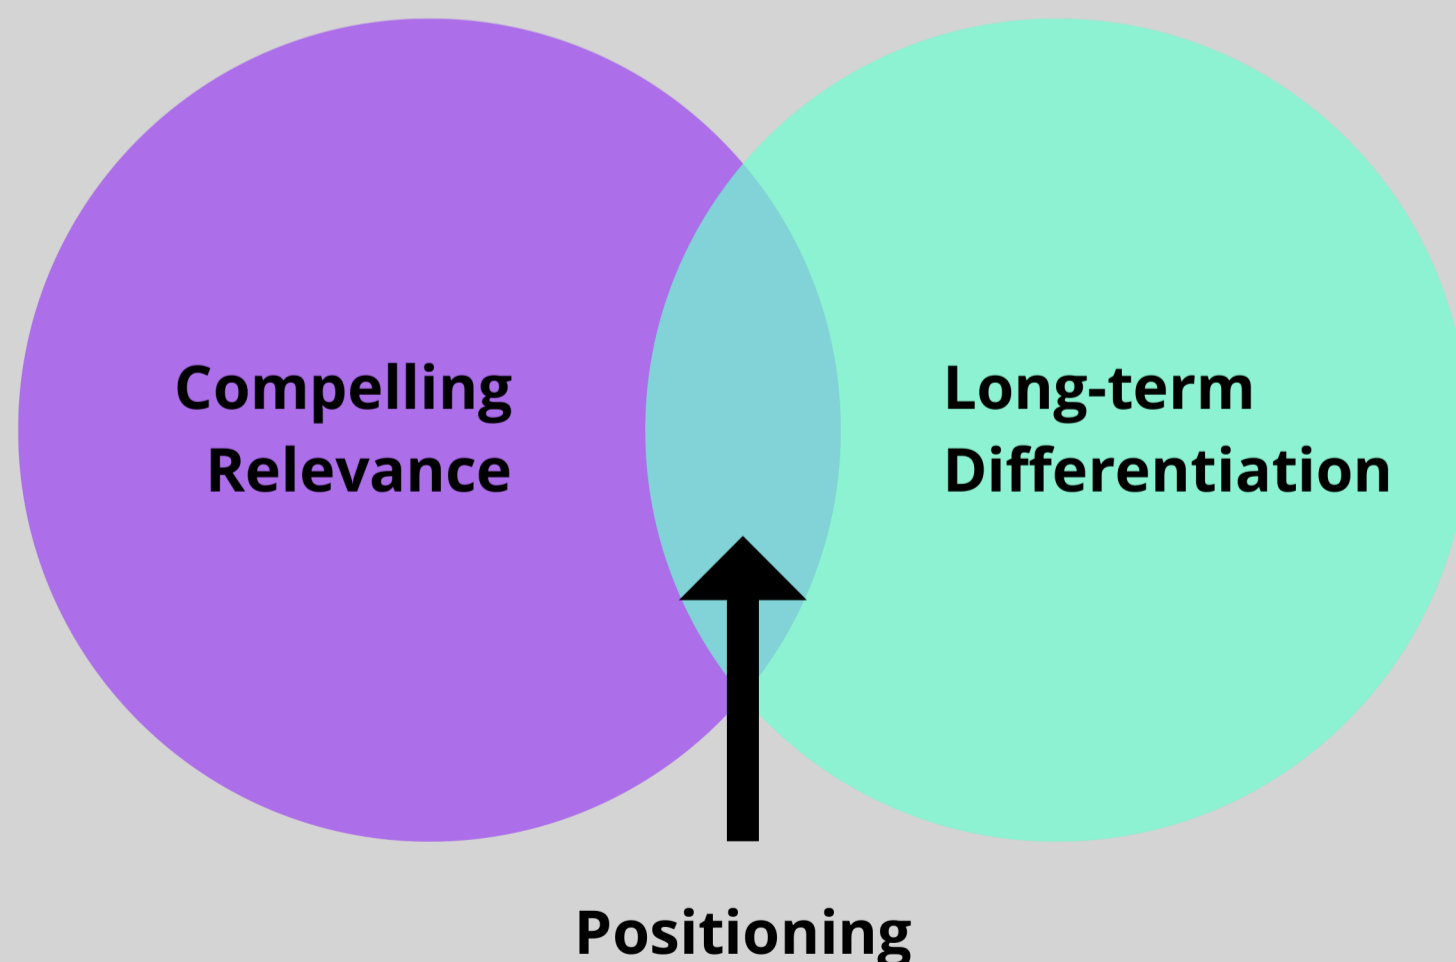 Compelling
Relevance
Long-term
Differentiation
Positioning